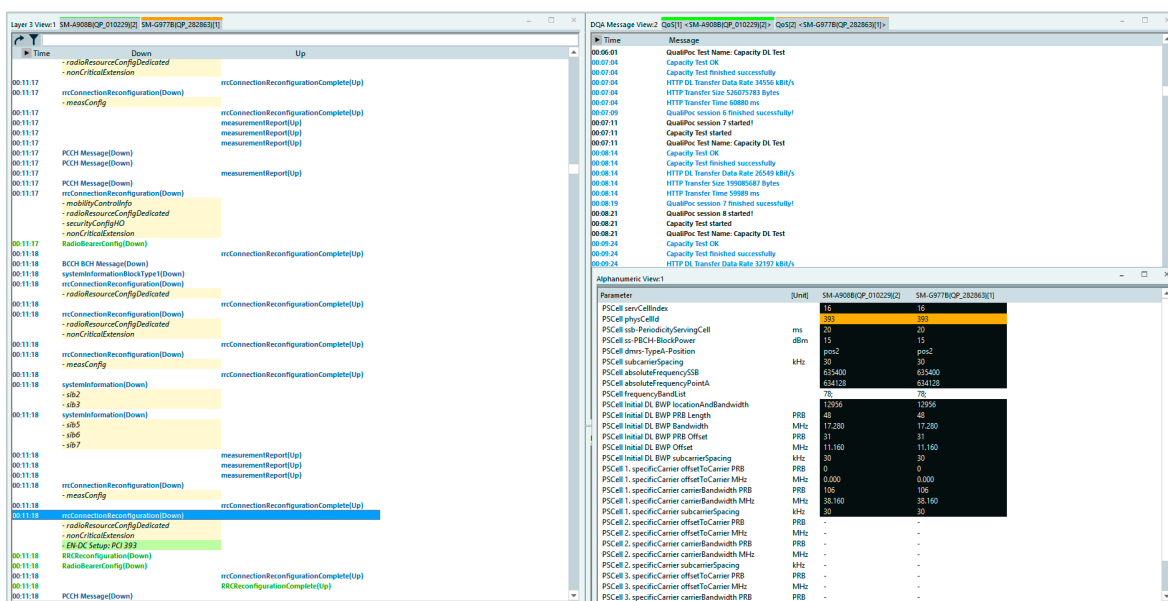 Layer 3 View:1 SM-A908B(QP_010229)[2] SM-G977B(QP_282863)[1]
Time Down Up
- radioResourceConfigDedicated
- nonCriticalExtension
00:11:17 rrcConnectionReconfigurationComplete(Up)
00:11:17 rrcConnectionReconfiguration(Down)
- measConfig
00:11:17 rrcConnectionReconfigurationComplete(Up)
00:11:17 measurementReport(Up)
00:11:17 measurementReport(Up)
00:11:17 measurementReport(Up)
00:11:17 PCCH Message(Down)
00:11:17 PCCH Message(Down)
00:11:17 measurementReport(Up)
00:11:17 PCCH Message(Down)
00:11:17 rrcConnectionReconfiguration(Down)
- mobilityControlInfo
- radioResourceConfigDedicated
- securityConfigHO
- nonCriticalExtension
00:11:17 RadioBearerConfig(Down)
00:11:18 rrcConnectionReconfigurationComplete(Up)
00:11:18 BCCH BCH Message(Down)
00:11:18 systemInformationBlockType1(Down)
00:11:18 rrcConnectionReconfiguration(Down)
- radioResourceConfigDedicated
00:11:18 rrcConnectionReconfigurationComplete(Up)
00:11:18 rrcConnectionReconfiguration(Down)
- radioResourceConfigDedicated
- nonCriticalExtension
00:11:18 rrcConnectionReconfigurationComplete(Up)
00:11:18 rrcConnectionReconfiguration(Down)
- measConfig
00:11:18 rrcConnectionReconfigurationComplete(Up)
00:11:18 systemInformation(Down)
- sib2
- sib3
00:11:18 systemInformation(Down)
- sib5
- sib6
- sib7
00:11:18 measurementReport(Up)
00:11:18 measurementReport(Up)
00:11:18 measurementReport(Up)
00:11:18 rrcConnectionReconfiguration(Down)
- measConfig
00:11:18 rrcConnectionReconfigurationComplete(Up)
00:11:18 rrcConnectionReconfiguration(Down)
- radioResourceConfigDedicated
- nonCriticalExtension
- EN-DC Setup: PCI 393
00:11:18 RRCReconfiguration(Down)
00:11:18 RadioBearerConfig(Down)
00:11:18 rrcConnectionReconfigurationComplete(Up)
00:11:18 RRCReconfigurationComplete(Up)
00:11:18 PCCH Message(Down)
DQA Message View:2 QoS[1] <SM-A908B(QP_010229)[2]> QoS[2] <SM-G977B(QP_282863)[1]>
Time Message
00:06:01 QualiPoc Test Name: Capacity DL Test
00:07:04 Capacity Test OK
00:07:04 Capacity Test finished successfully
00:07:04 HTTP DL Transfer Data Rate 34556 kBit/s
00:07:04 HTTP Transfer Size 526075783 Bytes
00:07:04 HTTP Transfer Time 60880 ms
00:07:09 QualiPoc session 6 finished sucessfully!
00:07:11 QualiPoc session 7 started!
00:07:11 Capacity Test started
00:07:11 QualiPoc Test Name: Capacity DL Test
00:08:14 Capacity Test OK
00:08:14 Capacity Test finished successfully
00:08:14 HTTP DL Transfer Data Rate 26549 kBit/s
00:08:14 HTTP Transfer Size 199085687 Bytes
00:08:14 HTTP Transfer Time 59989 ms
00:08:19 QualiPoc session 7 finished sucessfully!
00:08:21 QualiPoc session 8 started!
00:08:21 Capacity Test started
00:08:21 QualiPoc Test Name: Capacity DL Test
00:09:24 Capacity Test OK
00:09:24 Capacity Test finished successfully
00:09:24 HTTP DL Transfer Data Rate 32197 kBit/s
Alphanumeric View:1
Parameter [Unit] SM-A908B(QP_010229)[2] SM-G977B(QP_282863)[1]
PSCell servCellIndex 16 16
PSCell physCellId 393 393
PSCell ssb-PeriodicityServingCell ms 20 20
PSCell ss-PBCH-BlockPower dBm 15 15
PSCell dmrs-TypeA-Position pos2 pos2
PSCell subcarrierSpacing kHz 30 30
PSCell absoluteFrequencySSB 635400 635400
PSCell absoluteFrequencyPointA 634128 634128
PSCell frequencyBandList 78; 78;
PSCell Initial DL BWP locationAndBandwidth 12956 12956
PSCell Initial DL BWP PRB Length PRB 48 48
PSCell Initial DL BWP Bandwidth MHz 17.280 17.280
PSCell Initial DL BWP PRB Offset PRB 31 31
PSCell Initial DL BWP Offset MHz 11.160 11.160
PSCell Initial DL BWP subcarrierSpacing kHz 30 30
PSCell 1. specificCarrier offsetToCarrier PRB PRB 0 0
PSCell 1. specificCarrier offsetToCarrier MHz MHz 0.000 0.000
PSCell 1. specificCarrier carrierBandwidth PRB PRB 106 106
PSCell 1. specificCarrier carrierBandwidth MHz MHz 38.160 38.160
PSCell 1. specificCarrier subcarrierSpacing kHz 30 30
PSCell 2. specificCarrier offsetToCarrier PRB PRB - -
PSCell 2. specificCarrier offsetToCarrier MHz MHz - -
PSCell 2. specificCarrier carrierBandwidth PRB PRB - -
PSCell 2. specificCarrier carrierBandwidth MHz MHz - -
PSCell 2. specificCarrier subcarrierSpacing kHz - -
PSCell 3. specificCarrier offsetToCarrier PRB PRB - -
PSCell 3. specificCarrier offsetToCarrier MHz MHz - -
PSCell 3. specificCarrier carrierBandwidth PRB PRB - -